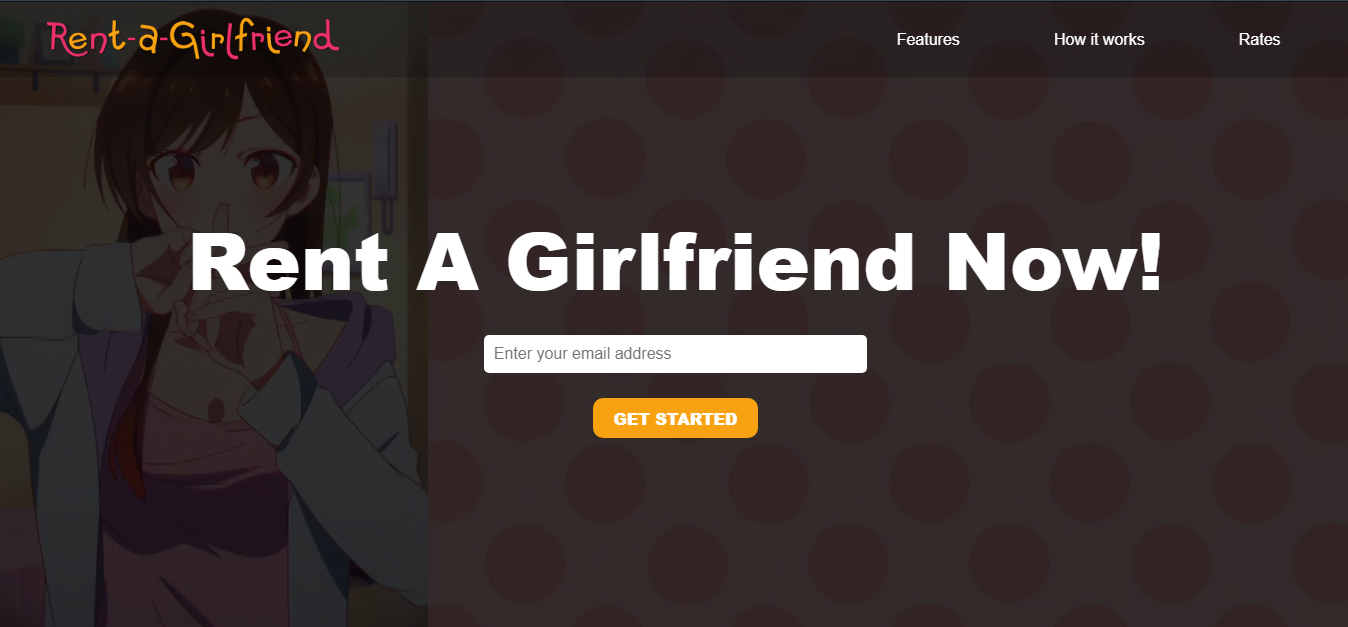 Rent-a-Girlfriend
Features
How it works
Rates
Rent A Girlfriend Now!
Enter your email address
GET STARTED